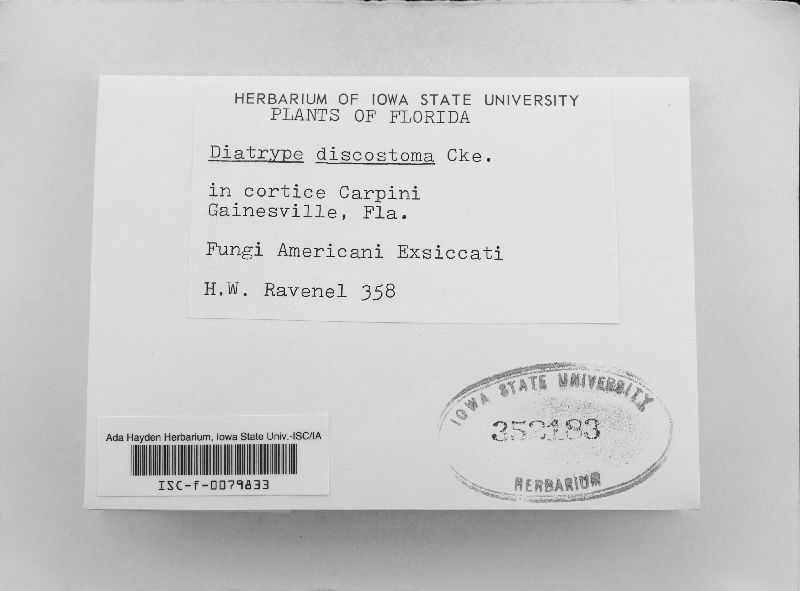 HERBARIUM OF IOWA STATE UNIVERSITY
PLANTS OF FLORIDA
Diatrype discostoma Cke.
in cortice Carpini
Gainesville, Fla.
Fungi Americani Exsiccati
H.W. Ravenel 358
IOWA STATE UNIVERSITY
HERBARIUM
Ada Hayden Herbarium, Iowa State Univ.-ISC/IA
ISC-f-0079833